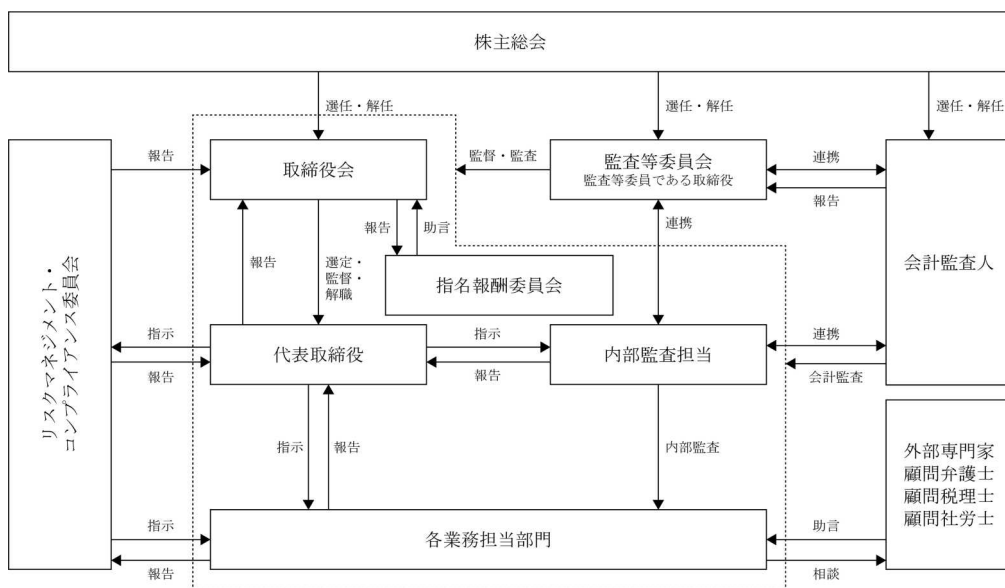 株主総会
選任・解任
選任・解任
選任・解任
報告
取締役会
監督・監査
監査等委員会
監査等委員である取締役
連携
報告
会計監査人
報告
選定・
監督・
解職
報告
助言
連携
指名報酬委員会
リスクマネジメント・
コンプライアンス委員会
指示
報告
代表取締役
指示
報告
内部監査担当
連携
会計監査
指示
報告
内部監査
外部専門家
顧問弁護士
顧問税理士
顧問社労士
指示
報告
各業務担当部門
助言
相談